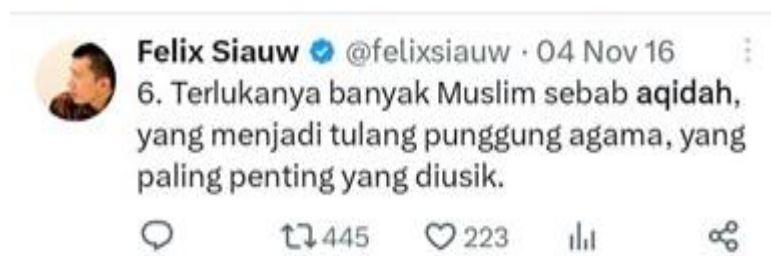 Felix Siauw @felixsiauw · 04 Nov 16
6. Terlukanya banyak Muslim sebab aqidah,
yang menjadi tulang punggung agama, yang
paling penting yang diusik.
445 223